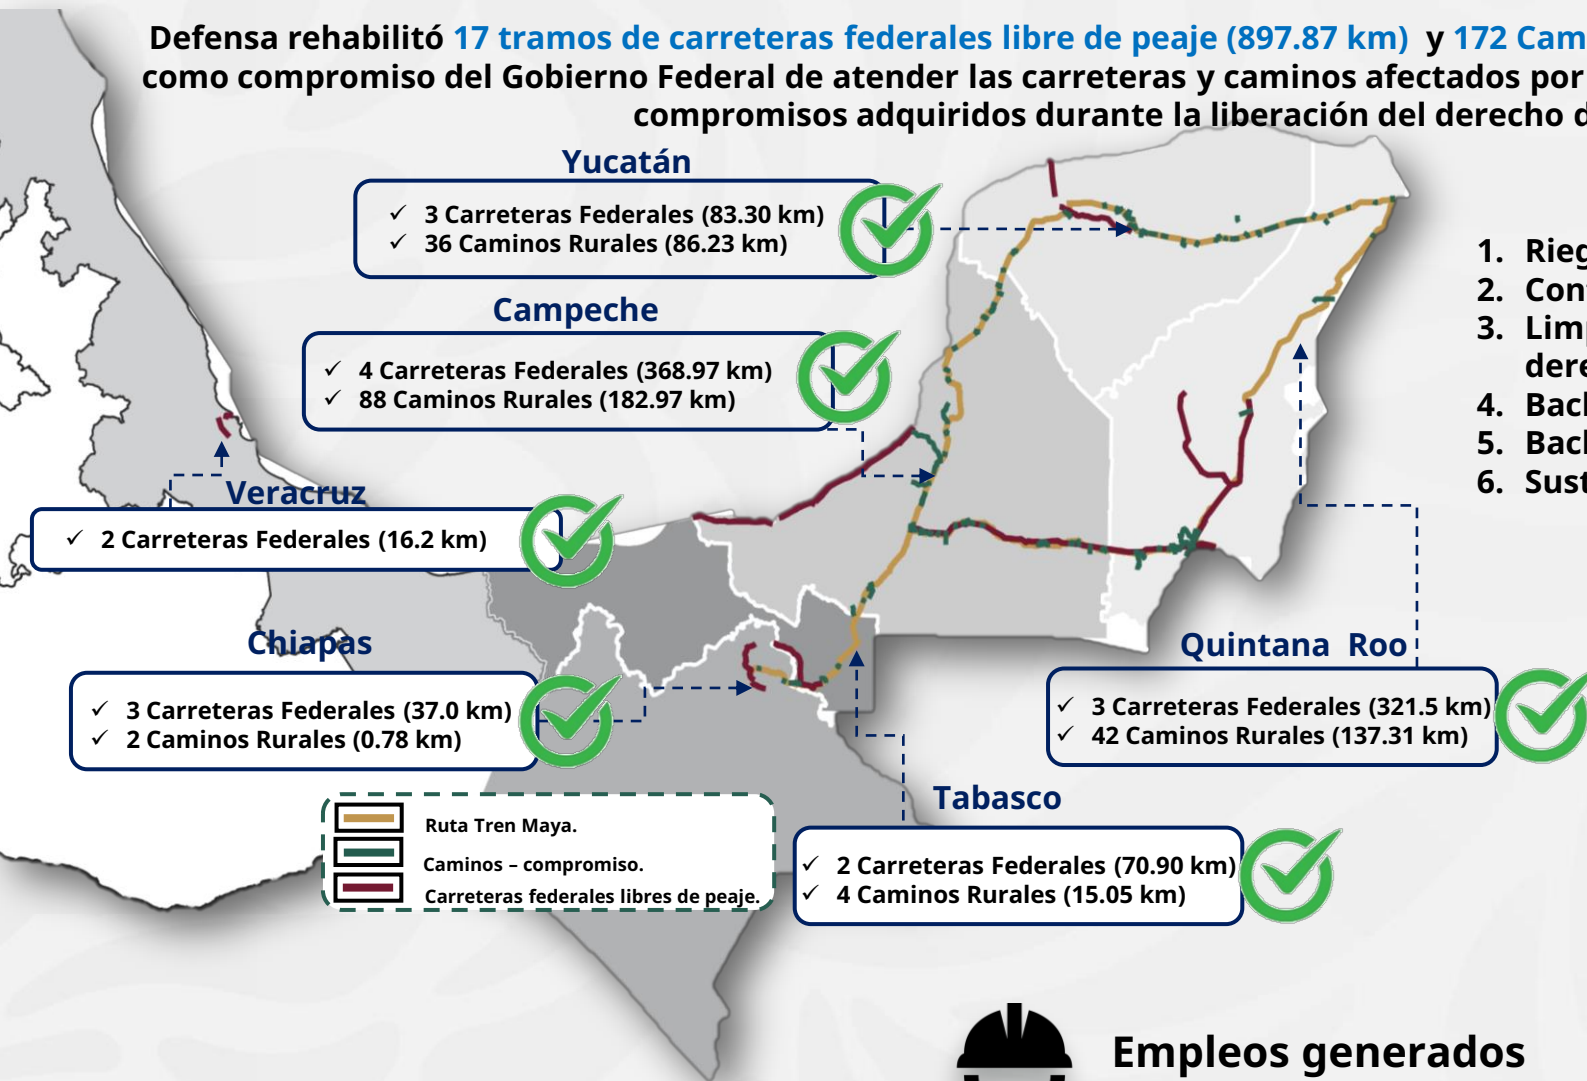 Defensa rehabilitó 17 tramos de carreteras federales libre de peaje (897.87 km) y 172
como compromiso del Gobierno Federal de atender las carreteras y caminos afectados por
compromisos adquiridos durante la liberación del derecho
Yucatán
✓ 3 Carreteras Federales (83.30 km)
✓ 36 Caminos Rurales (86.23 km)
Campeche
✓ 4 Carreteras Federales (368.97 km)
✓ 88 Caminos Rurales (182.97 km)
Veracruz
✓ 2 Carreteras Federales (16.2 km)
Chiapas
✓ 3 Carreteras Federales (37.0 km)
✓ 2 Caminos Rurales (0.78 km)
Quintana Roo
✓ 3 Carreteras Federales (321.5 km)
✓ 42 Caminos Rurales (137.31 km)
Tabasco
✓ 2 Carreteras Federales (70.90 km)
✓ 4 Caminos Rurales (15.05 km)
Ruta Tren Maya.
Caminos – compromiso.
Carreteras federales libres de peaje.
1.
2.
3.
4.
5.
6.
Empleos generados